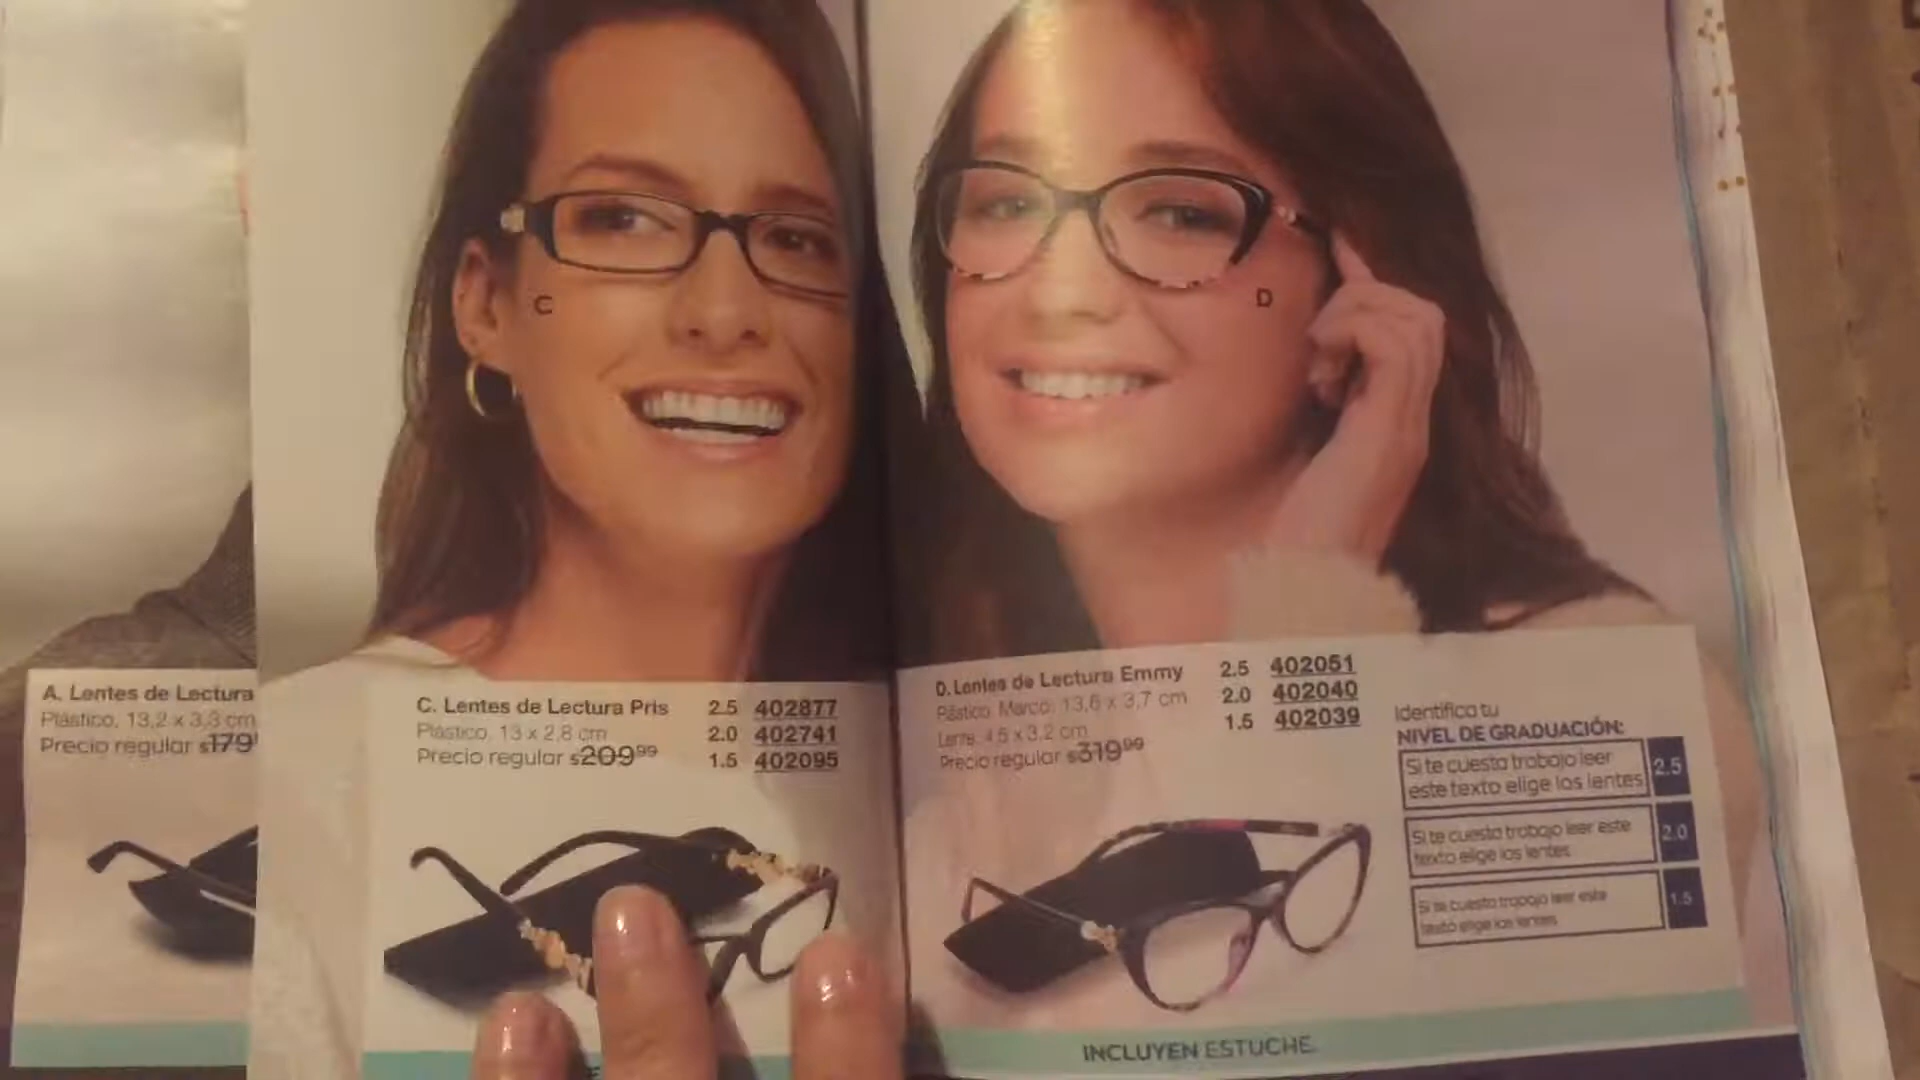 C
D
A. Lentes de Lectura
Plástico, 13,2 x 3,3 cm
Precio regular $179
C. Lentes de Lectura Pris
Plástico, 13 x 2,8 cm
Precio regular $209⁹⁹
2.5 402877
2.0 402741
1.5 402095
D. Lentes de Lectura Emmy
Plástico. Marco: 13,6 x 3,7 cm
Lente: 4,5 x 3,2 cm
Precio regular $319⁹⁹
2.5 402051
2.0 402040
1.5 402039
Identifica tu
NIVEL DE GRADUACIÓN:
Si te cuesta trabajo leer
este texto elige los lentes
2.5
Si te cuesta trabajo leer este
texto elige los lentes
2.0
Si te cuesta trabajo leer este
texto elige los lentes
1.5
INCLUYEN ESTUCHE.